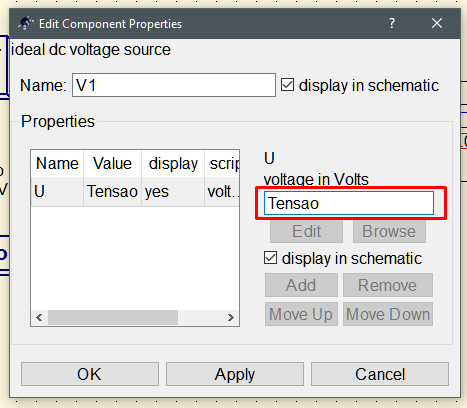 Edit Component Properties
ideal dc voltage source
Name: V1 display in schematic
Properties
Name Value display scrip
U Tensao yes volt...
U
voltage in Volts
Tensao
Edit Browse
display in schematic
Add Remove
Move Up Move Down
OK Apply Cancel